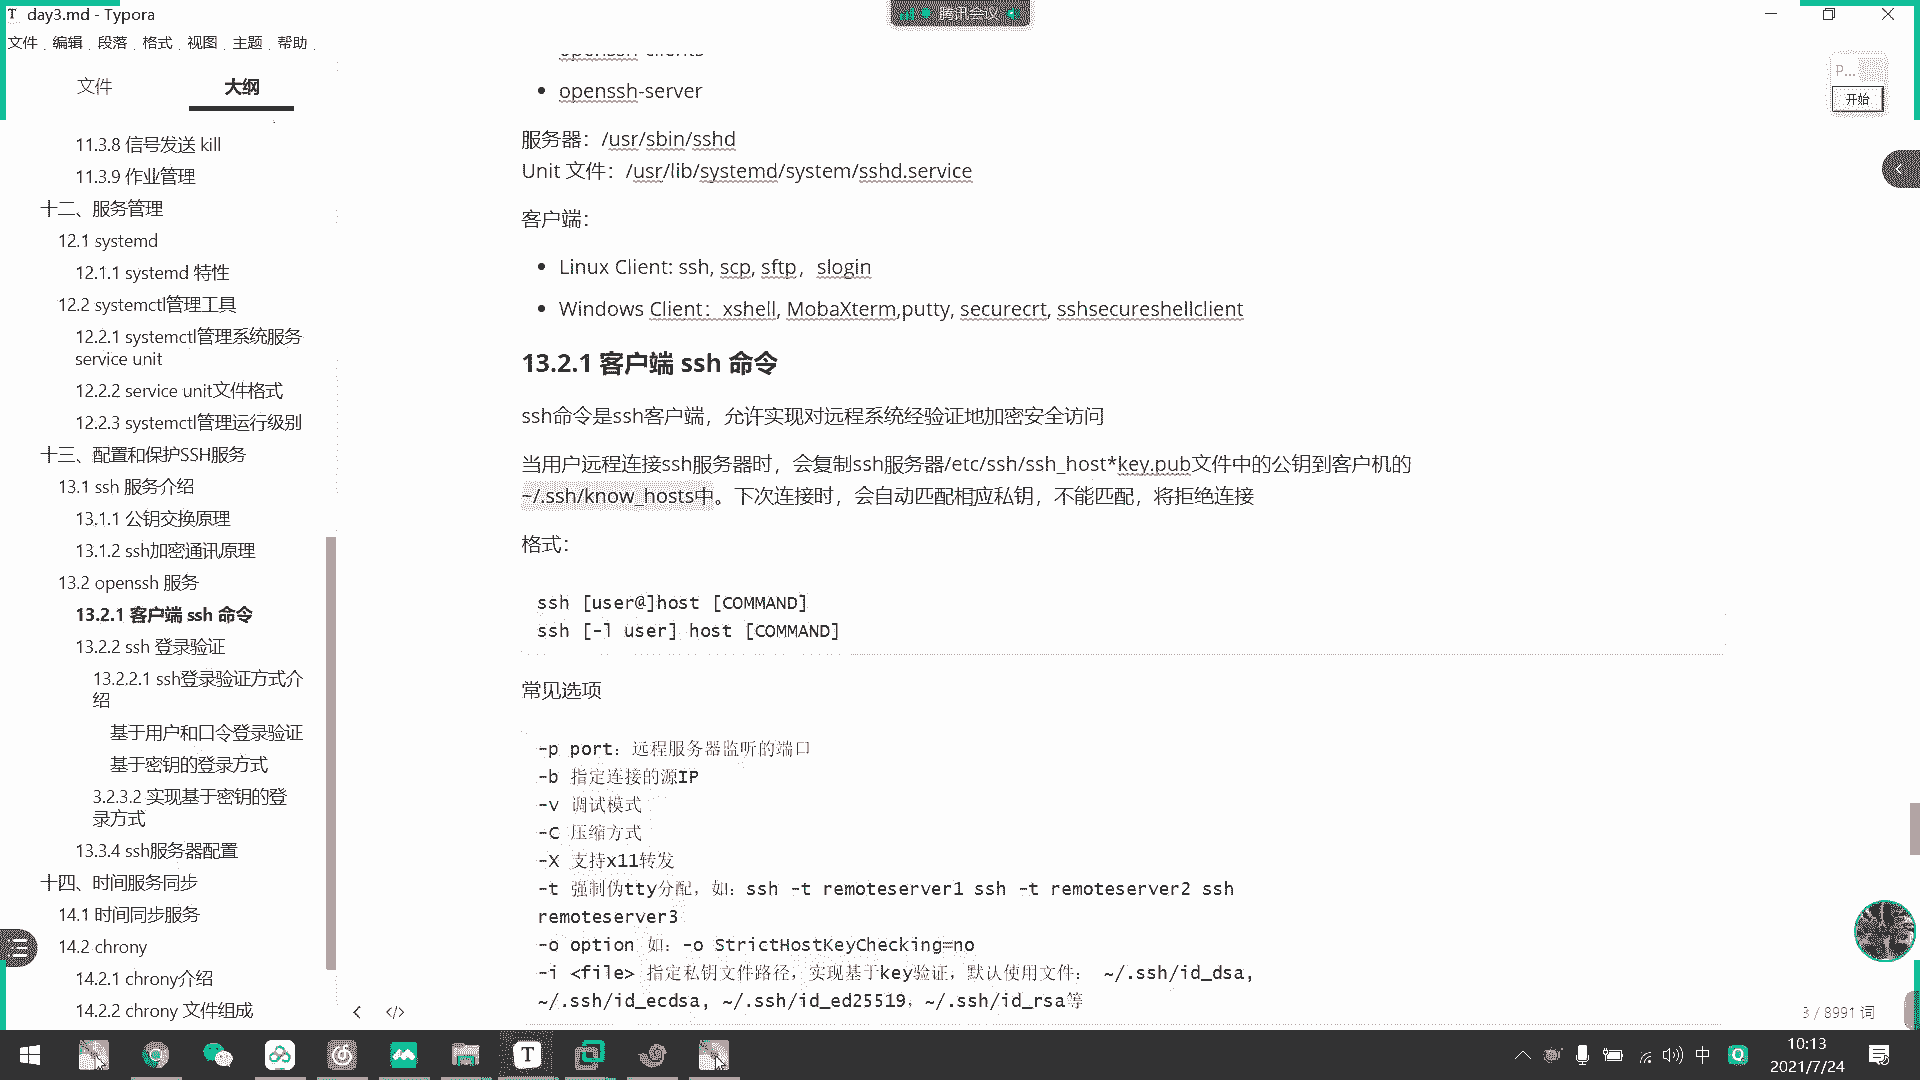 day3.md - Typora
腾讯会议
文件 编辑 段落 格式 视图 主题 帮助
文件
大纲
11.3.8 信号发送 kill
11.3.9 作业管理
十二、服务管理
12.1 systemd
12.1.1 systemd 特性
12.2 systemctl管理工具
12.2.1 systemctl管理系统服务
service unit
12.2.2 service unit文件格式
12.2.3 systemctl管理运行级别
十三、配置和保护SSH服务
13.1 ssh 服务介绍
13.1.1 公钥交换原理
13.1.2 ssh加密通讯原理
13.2 openssh 服务
13.2.1 客户端 ssh 命令
13.2.2 ssh 登录验证
13.2.2.1 ssh登录验证方式介
绍
基于用户和口令登录验证
基于密钥的登录方式
3.2.3.2 实现基于密钥的登
录方式
13.3.4 ssh服务器配置
十四、时间服务同步
14.1 时间同步服务
14.2 chrony
14.2.1 chrony介绍
14.2.2 chrony 文件组成
openssh-server
服务器：/usr/sbin/sshd
Unit 文件：/usr/lib/systemd/system/sshd.service
客户端：
Linux Client: ssh, scp, sftp，slogin
Windows Client：xshell, MobaXterm,putty, securecrt, sshsecureshellclient
13.2.1 客户端 ssh 命令
ssh命令是ssh客户端，允许实现对远程系统经验证地加密安全访问
当用户远程连接ssh服务器时，会复制ssh服务器/etc/ssh/ssh_host*key.pub文件中的公钥到客户机的
~/.ssh/know_hosts中。下次连接时，会自动匹配相应私钥，不能匹配，将拒绝连接
格式：
ssh [user@]host [COMMAND]
ssh [-l user] host [COMMAND]
常见选项
-p port：远程服务器监听的端口
-b 指定连接的源IP
-v 调试模式
-C 压缩方式
-X 支持x11转发
-t 强制伪tty分配，如：ssh -t remoteserver1 ssh -t remoteserver2 ssh
remoteserver3
-o option 如：-o StrictHostKeyChecking=no
-i <file> 指定私钥文件路径，实现基于key验证，默认使用文件： ~/.ssh/id_dsa,
~/.ssh/id_ecdsa, ~/.ssh/id_ed25519，~/.ssh/id_rsa等
P...
开始
3 / 8991 词
中
10:13
2021/7/24